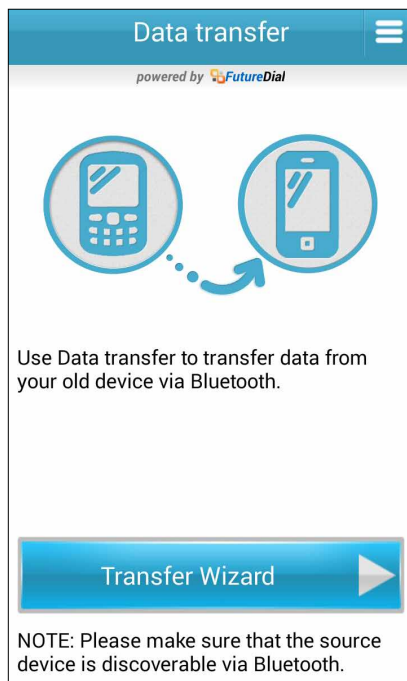 Data transfer
powered by FutureDial
Use Data transfer to transfer data from
your old device via Bluetooth.
Transfer Wizard
NOTE: Please make sure that the source
device is discoverable via Bluetooth.